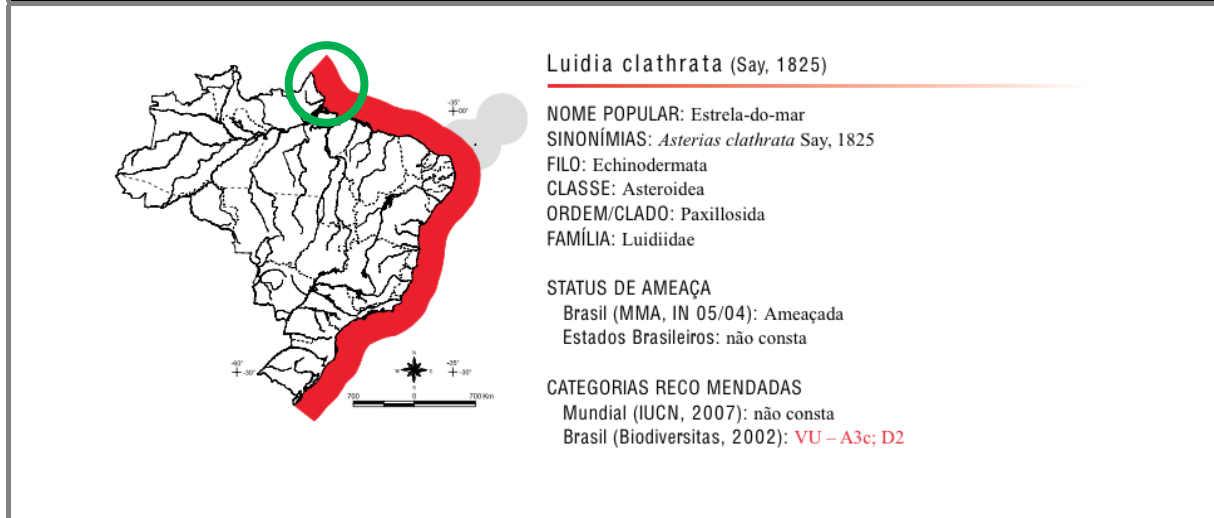 Luidia clathrata (Say, 1825)
NOME POPULAR: Estrela-do-mar
SINONÍMIAS: Asterias clathrata Say, 1825
FILO: Echinodermata
CLASSE: Asteroidea
ORDEM/CLADO: Paxillosida
FAMÍLIA: Luidiidae
STATUS DE AMEAÇA
Brasil (MMA, IN 05/04): Ameaçada
Estados Brasileiros: não consta
CATEGORIAS RECO MENDADAS
Mundial (IUCN, 2007): não consta
Brasil (Biodiversitas, 2002): VU – A3c; D2
-35°
+00°
-60°
+-30°
N
W E
S
-35°
+-30°
700 0 700 Km